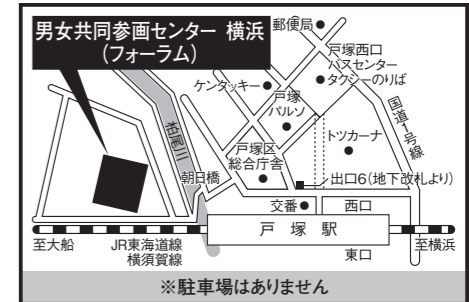 男女共同参画センター 横浜
(フォーラム)
郵便局
戸塚西口
バスセンター
タクシーのりば
ケンタッキー
戸塚
パルソ
国道1号線
柏尾川
トツカーナ
戸塚区
総合庁舎
朝日橋
出口6(地下改札より)
交番
西口
戸塚駅
至大船
JR東海道線
横須賀線
東口
至横浜
※駐車場はありません